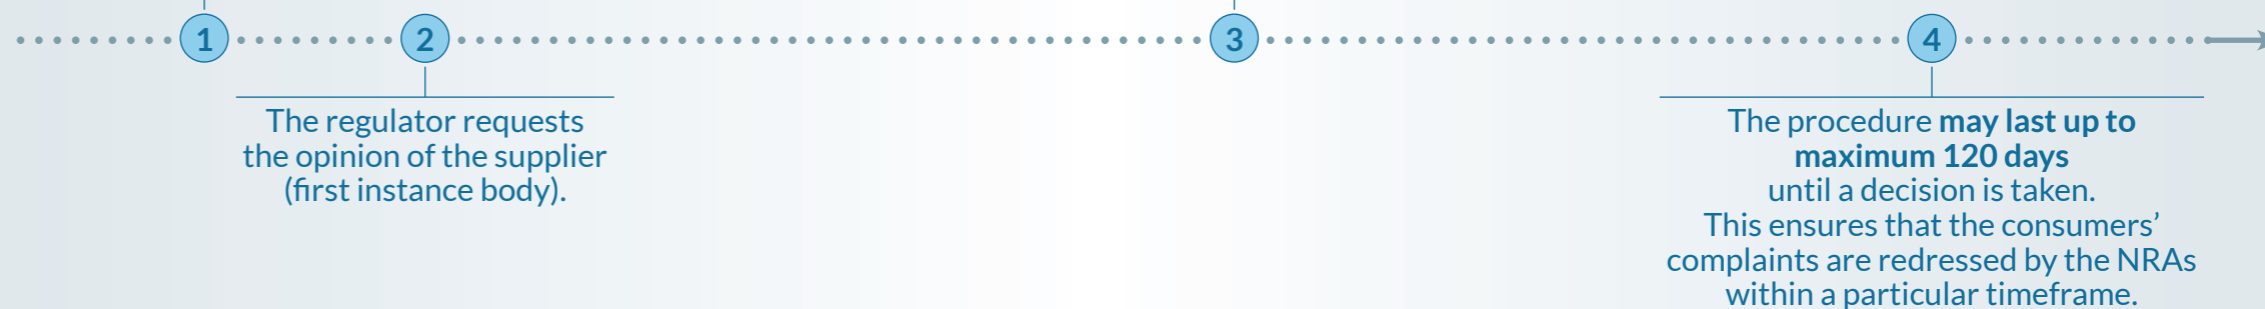 1
2
3
4
The regulator requests
the opinion of the supplier
(first instance body).
The procedure may last up to
maximum 120 days
until a decision is taken.
This ensures that the consumers’
complaints are redressed by the NRAs
within a particular timeframe.